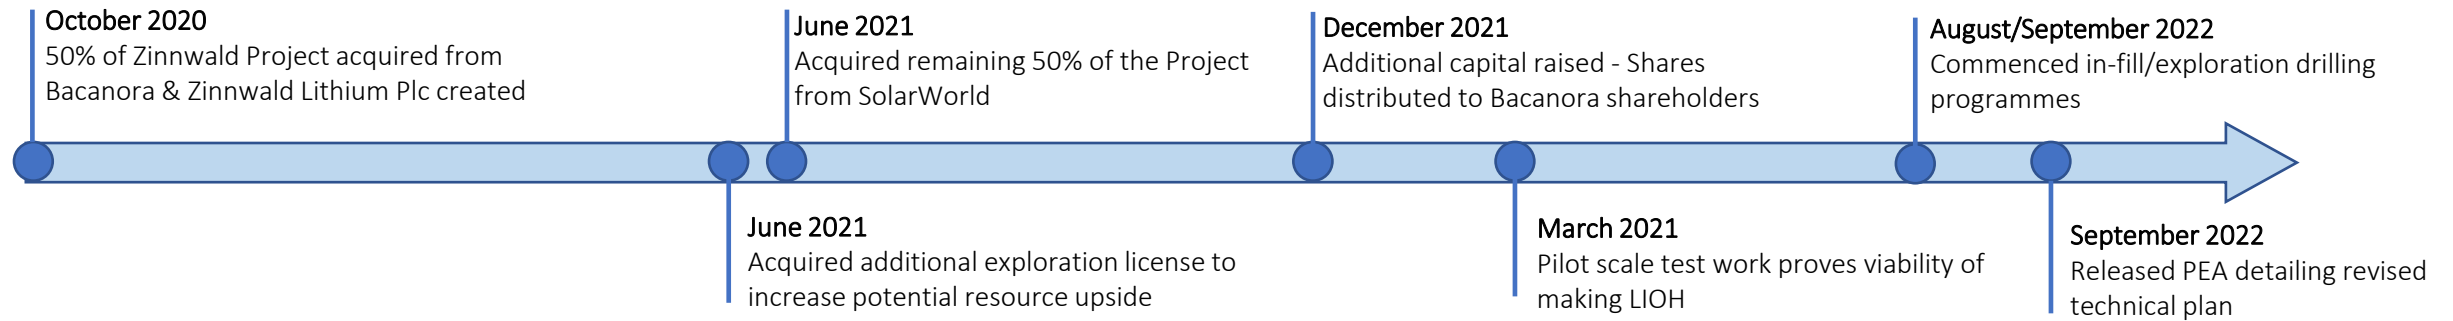 October 2020
50% of Zinnwald Project acquired from
Bacanora & Zinnwald Lithium Plc created
June 2021
Acquired remaining 50% of the Project
from SolarWorld
December 2021
Additional capital raised - Shares
distributed to Bacanora shareholders
August/September 2022
Commenced in-fill/exploration drilling
programmes
June 2021
Acquired additional exploration license to
increase potential resource upside
March 2021
Pilot scale test work proves viability of
making LIOH
September 2022
Released PEA detailing revised
technical plan